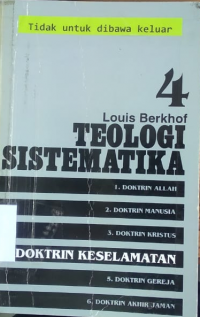 Tidak untuk dibawa keluar
4
Louis Berkhof
TEOLOGI
SISTEMATIKA
1. DOKTRIN ALLAH
2. DOKTRIN MANUSIA
3. DOKTRIN KRISTUS
DOKTRIN KESELAMATAN
5. DOKTRIN GEREJA
6. DOKTRIN AKHIR JAMAN